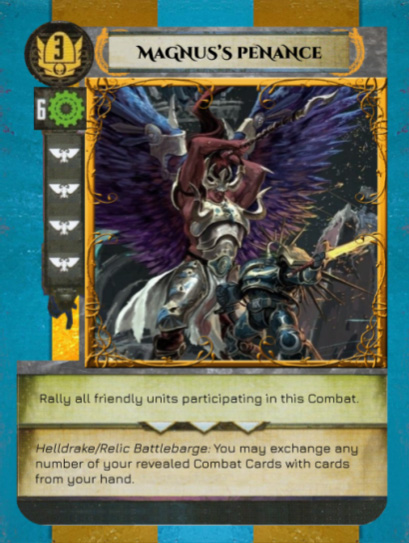 3
MAGNUS'S PENANCE
6
Rally all friendly units participating in this Combat.
Helldrake/Relic Battlebarge: You may exchange any
number of your revealed Combat Cards with cards
from your hand.